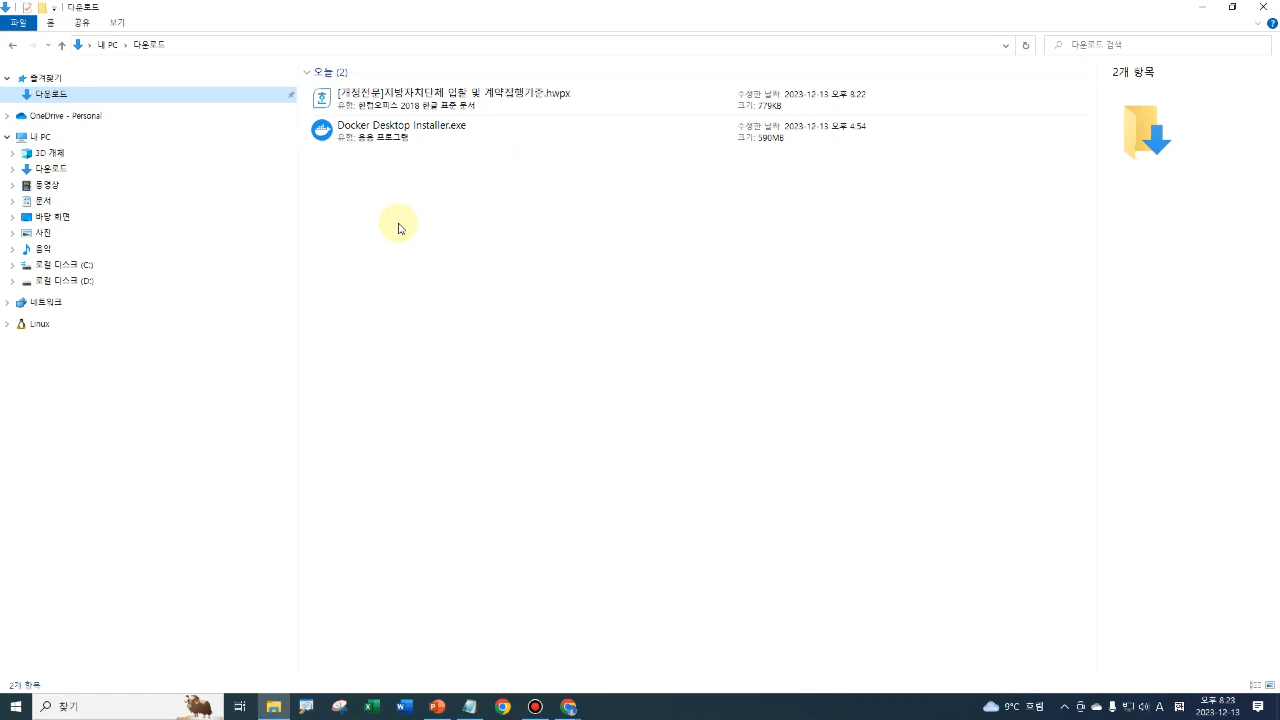 다운로드
파일 홈 공유 보기
내 PC 다운로드
다운로드 검색
즐겨찾기
다운로드
OneDrive - Personal
내 PC
3D 개체
다운로드
동영상
문서
바탕 화면
사진
음악
로컬 디스크 (C:)
로컬 디스크 (D:)
네트워크
Linux
오늘 (2)
[개정전문]지방자치단체 입찰 및 계약집행기준.hwpx
유형: 한컴오피스 2018 한글 표준 문서
수정한 날짜: 2023-12-13 오후 8:22
크기: 779KB
Docker Desktop Installer.exe
유형: 응용 프로그램
수정한 날짜: 2023-12-13 오후 4:54
크기: 590MB
2개 항목
2개 항목
찾기
9°C 흐림
A
오후 8:23
2023-12-13